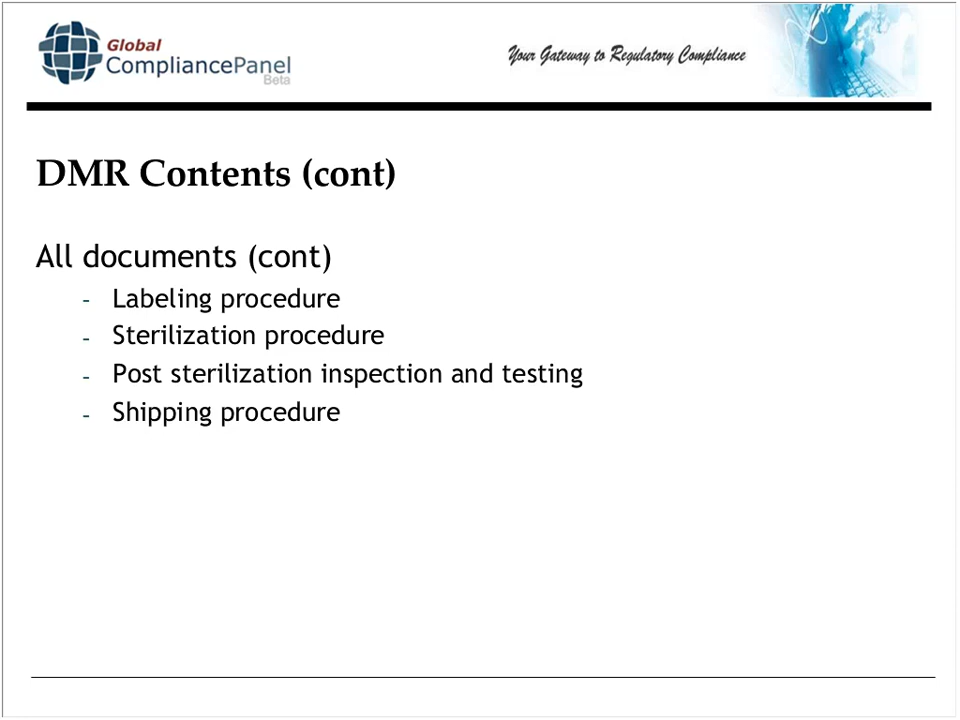 Global
CompliancePanel
Beta
Your Gateway to Regulatory Compliance
DMR Contents (cont)
All documents (cont)
- Labeling procedure
- Sterilization procedure
- Post sterilization inspection and testing
- Shipping procedure